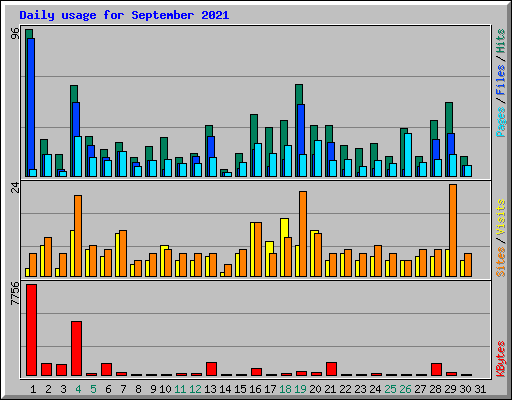 Daily usage for September 2021
96
Pages / Files / Hits
24
Sites / Visits
7756
KBytes
1 2 3 4 5 6 7 8 9 10 11 12 13 14 15 16 17 18 19 20 21 22 23 24 25 26 27 28 29 30 31